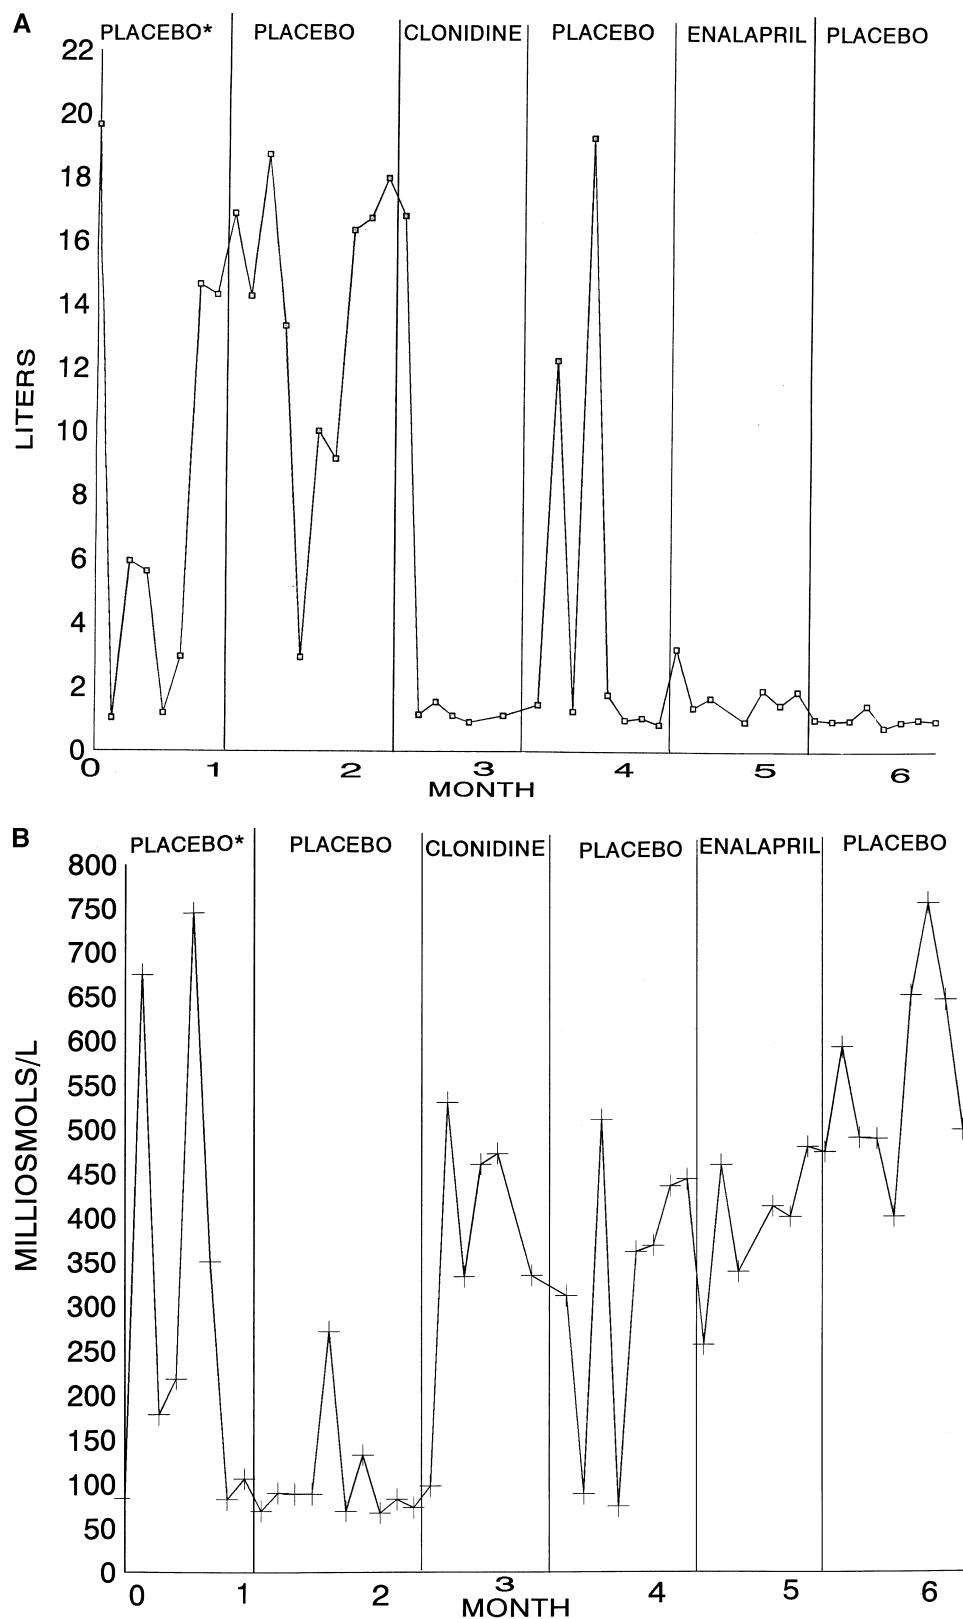 A
PLACEBO* PLACEBO CLONIDINE PLACEBO ENALAPRIL PLACEBO
22
20
18
16
14
12
10
8
6
4
2
0
LITERS
0 1 2 3 4 5 6
MONTH
B
PLACEBO* PLACEBO CLONIDINE PLACEBO ENALAPRIL PLACEBO
800
750
700
650
600
550
500
450
400
350
300
250
200
150
100
50
0
MILLIOSMOLS/L
0 1 2 3 4 5 6
MONTH